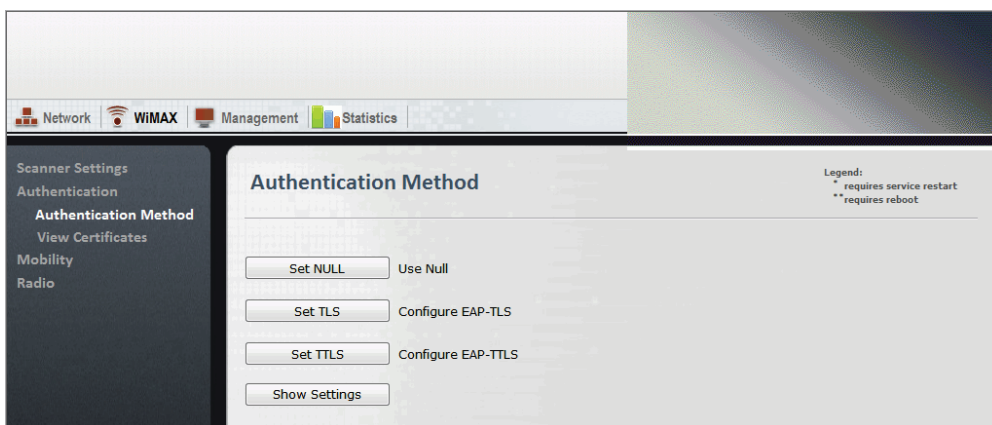 Network WiMAX Management Statistics
Scanner Settings
Authentication
Authentication Method
View Certificates
Mobility
Radio
Authentication Method
Legend:
* requires service restart
** requires reboot
Set NULL Use Null
Set TLS Configure EAP-TLS
Set TTLS Configure EAP-TTLS
Show Settings